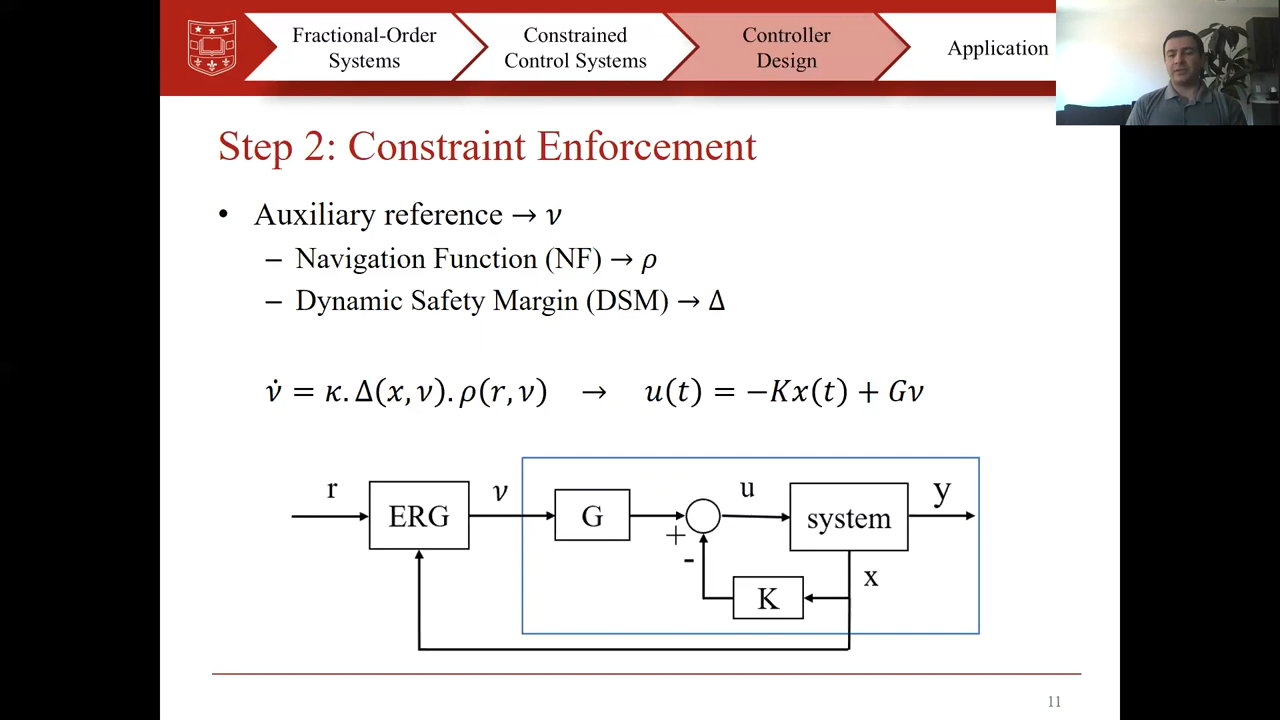 Fractional-Order
Systems
Constrained
Control Systems
Controller
Design
Application
Step 2: Constraint Enforcement
• Auxiliary reference → ν
– Navigation Function (NF) → ρ
– Dynamic Safety Margin (DSM) → Δ
ν̇ = κ. Δ(x, ν). ρ(r, ν) → u(t) = −Kx(t) + Gν
r
ERG
ν
G
+
-
u
system
y
x
K
11